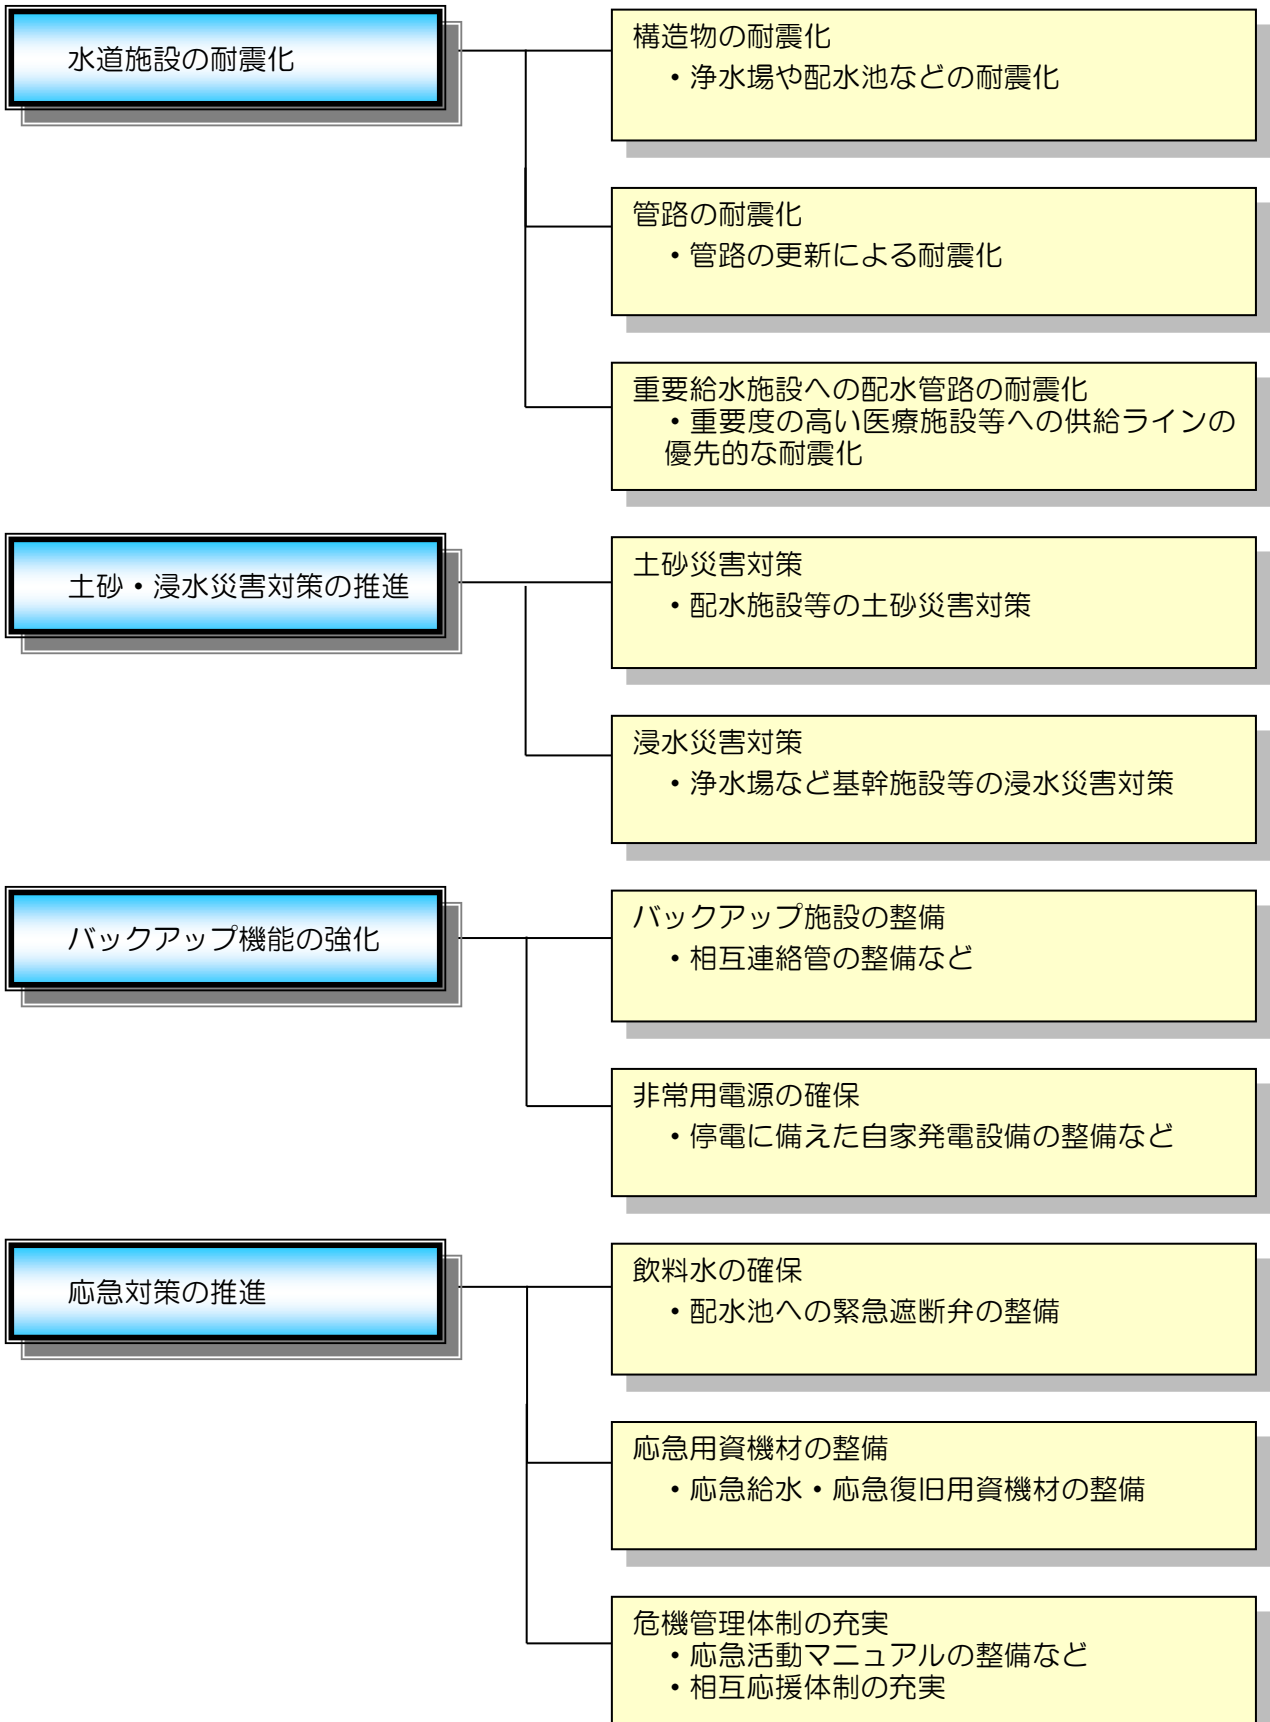 水道施設の耐震化
構造物の耐震化
・浄水場や配水池などの耐震化
管路の耐震化
・管路の更新による耐震化
重要給水施設への配水管路の耐震化
・重要度の高い医療施設等への供給ラインの
優先的な耐震化
土砂・浸水災害対策の推進
土砂災害対策
・配水施設等の土砂災害対策
浸水災害対策
・浄水場など基幹施設等の浸水災害対策
バックアップ機能の強化
バックアップ施設の整備
・相互連絡管の整備など
非常用電源の確保
・停電に備えた自家発電設備の整備など
応急対策の推進
飲料水の確保
・配水池への緊急遮断弁の整備
応急用資機材の整備
・応急給水・応急復旧用資機材の整備
危機管理体制の充実
・応急活動マニュアルの整備など
・相互応援体制の充実